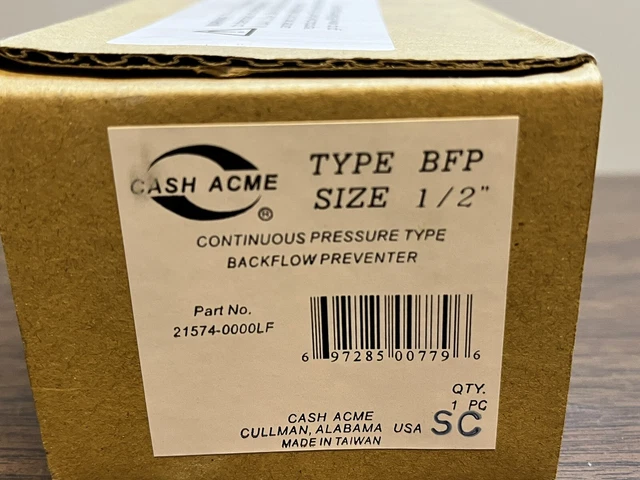 CASH ACME
®
TYPE BFP
SIZE 1/2"
CONTINUOUS PRESSURE TYPE
BACKFLOW PREVENTER
Part No.
21574-0000LF
6 97285 00779 6
QTY.
1 PC
CASH ACME
CULLMAN, ALABAMA USA
MADE IN TAIWAN
SC